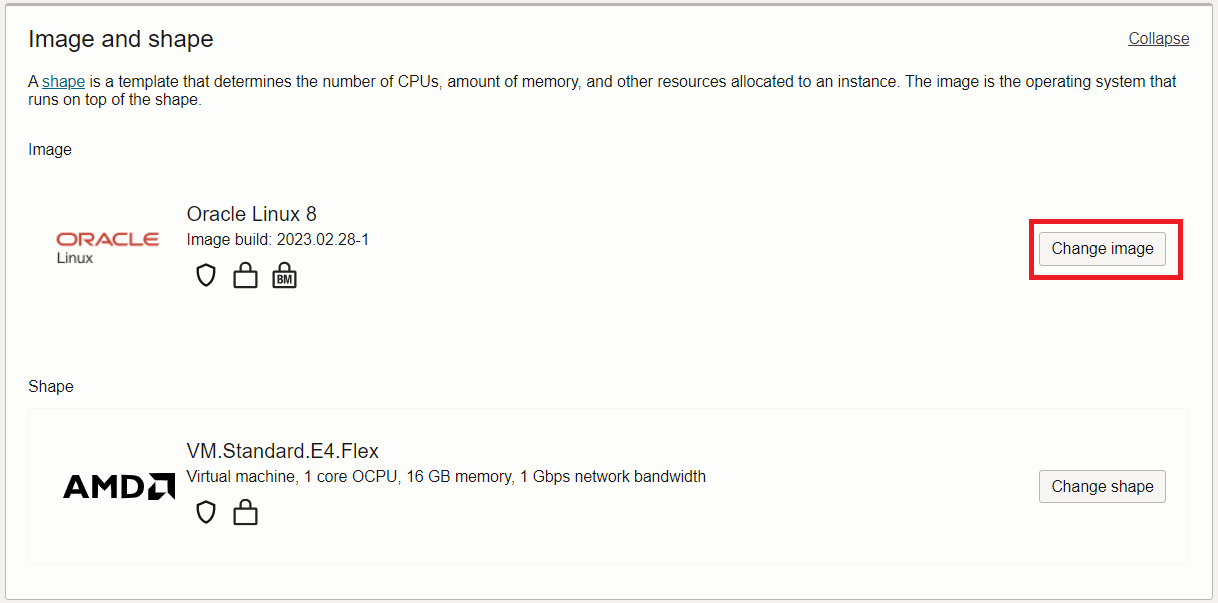 Image and shape
Collapse
A shape is a template that determines the number of CPUs, amount of memory, and other resources allocated to an instance. The image is the operating system that
runs on top of the shape.
Image
ORACLE
Linux
Oracle Linux 8
Image build: 2023.02.28-1
BM
Change image
Shape
AMD
VM.Standard.E4.Flex
Virtual machine, 1 core OCPU, 16 GB memory, 1 Gbps network bandwidth
Change shape